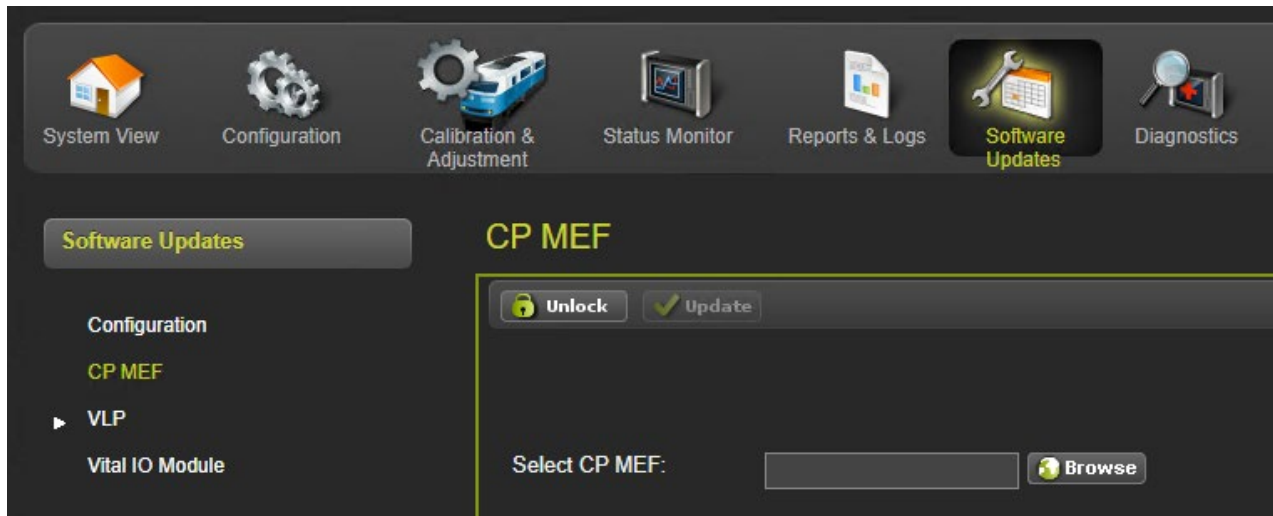 System View
Configuration
Calibration &
Adjustment
Status Monitor
Reports & Logs
Software
Updates
Diagnostics
Software Updates
Configuration
CP MEF
VLP
Vital IO Module
CP MEF
Unlock
Update
Select CP MEF:
Browse